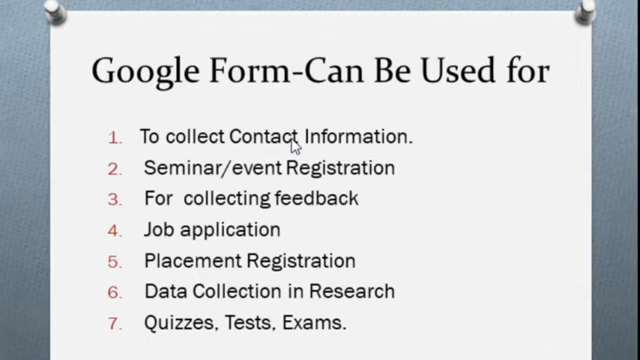 Google Form-Can Be Used for
1. To collect Contact Information.
2. Seminar/event Registration
3. For collecting feedback
4. Job application
5. Placement Registration
6. Data Collection in Research
7. Quizzes, Tests, Exams.